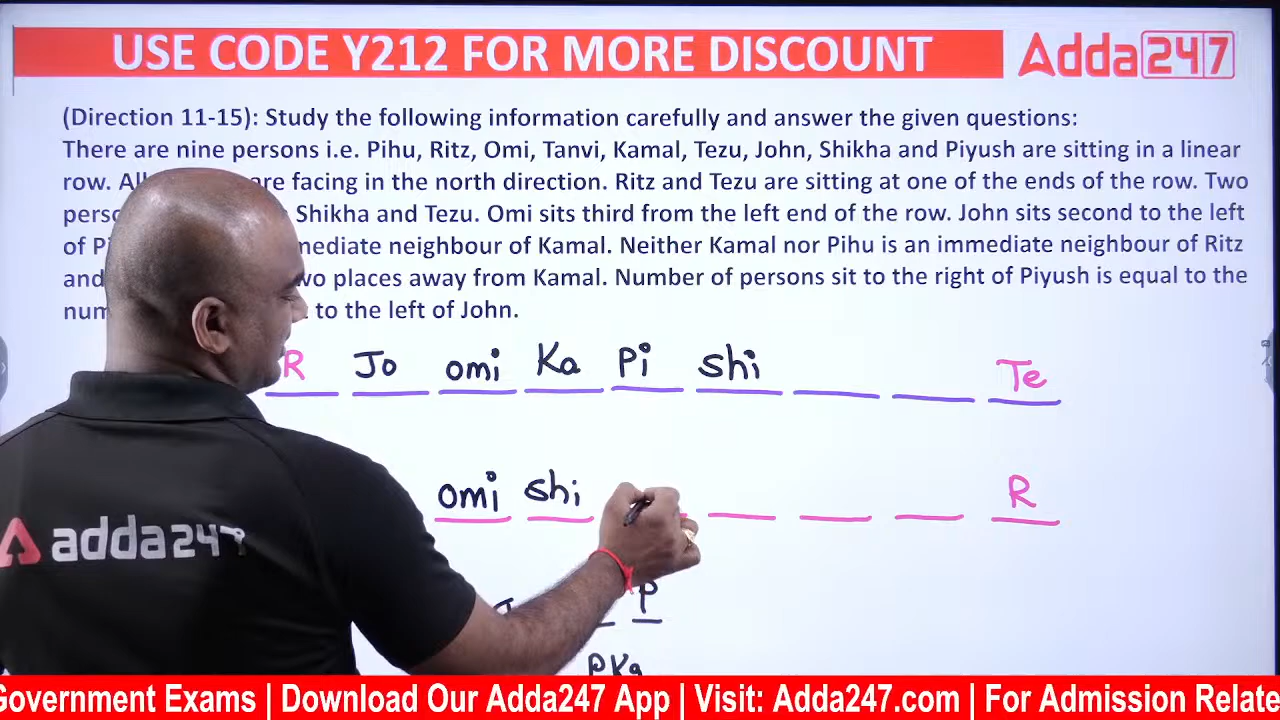 USE CODE Y212 FOR MORE DISCOUNT
Adda247
(Direction 11-15): Study the following information carefully and answer the given questions:
There are nine persons i.e. Pihu, Ritz, Omi, Tanvi, Kamal, Tezu, John, Shikha and Piyush are sitting in a linear
row. All are facing in the north direction. Ritz and Tezu are sitting at one of the ends of the row. Two
Shikha and Tezu. Omi sits third from the left end of the row. John sits second to the left
of neighbour of Kamal. Neither Kamal nor Pihu is an immediate neighbour of Ritz
and places away from Kamal. Number of persons sit to the right of Piyush is equal to the
to the left of John.
R Jo omi Ka Pi shi Te
omi shi R
P
PKa
adda247
Government Exams | Download Our Adda247 App | Visit: Adda247.com | For Admission Relate